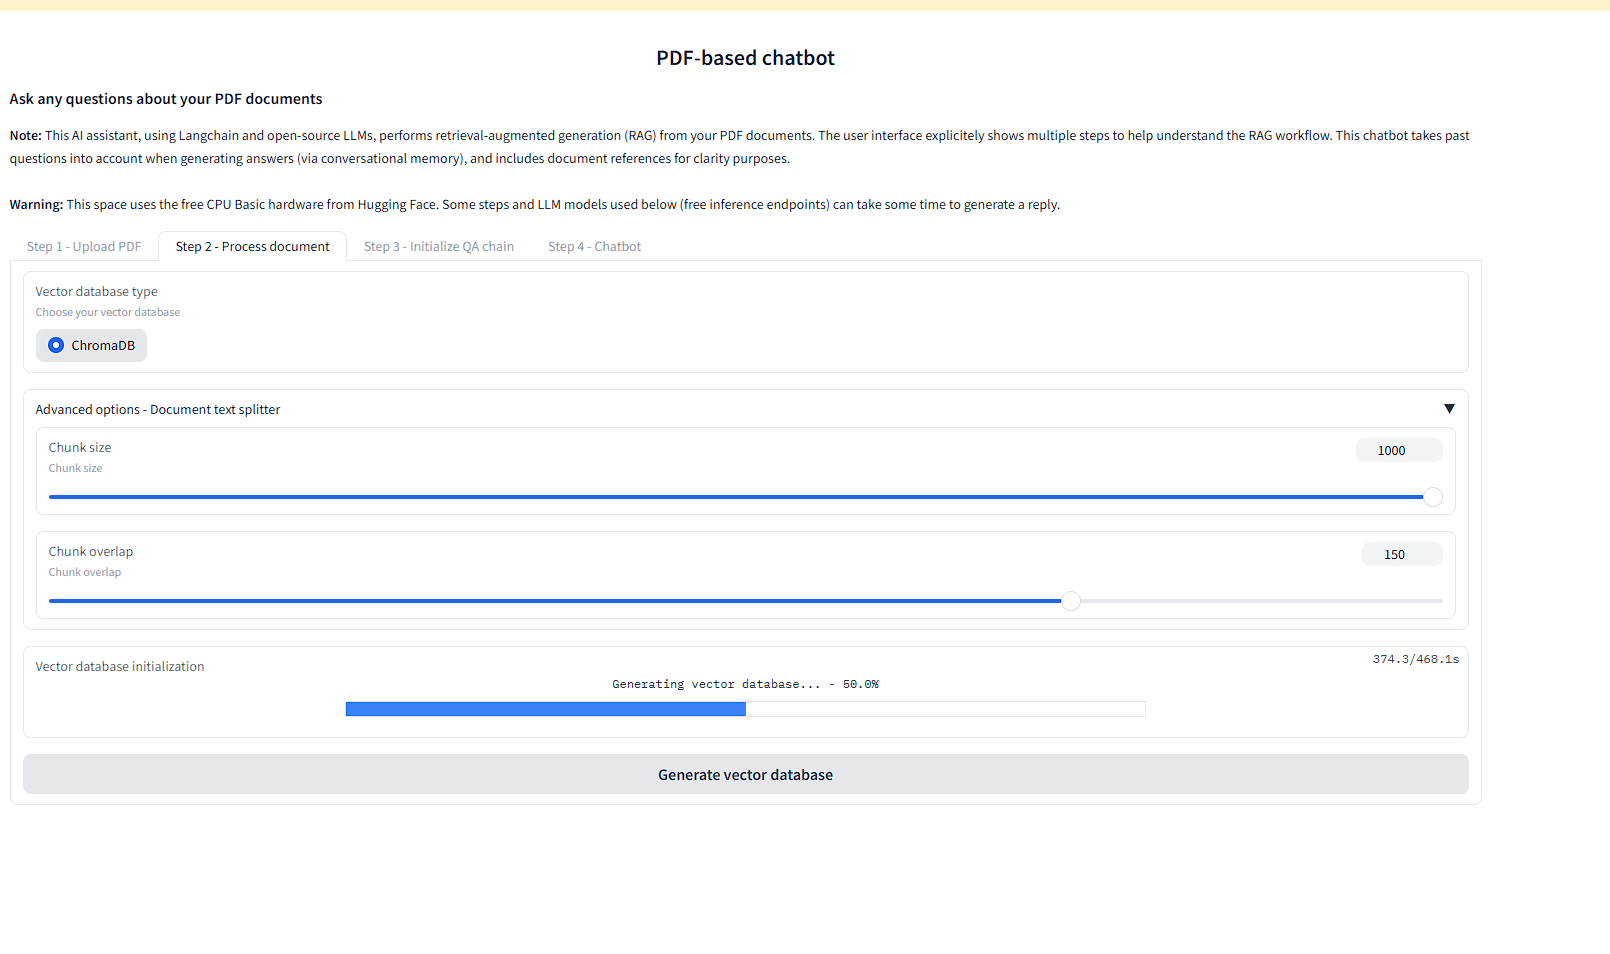 PDF-based chatbot
Ask any questions about your PDF documents
Note: This AI assistant, using Langchain and open-source LLMs, performs retrieval-augmented generation (RAG) from your PDF documents. The user interface explicitely shows multiple steps to help understand the RAG workflow. This chatbot takes past
questions into account when generating answers (via conversational memory), and includes document references for clarity purposes.
Warning: This space uses the free CPU Basic hardware from Hugging Face. Some steps and LLM models used below (free inference endpoints) can take some time to generate a reply.
Step 1 - Upload PDF Step 2 - Process document Step 3 - Initialize QA chain Step 4 - Chatbot
Vector database type
Choose your vector database
ChromaDB
Advanced options - Document text splitter ▼
Chunk size 1000
Chunk size
Chunk overlap 150
Chunk overlap
Vector database initialization 374.3/468.1s
Generating vector database... - 50.0%
Generate vector database